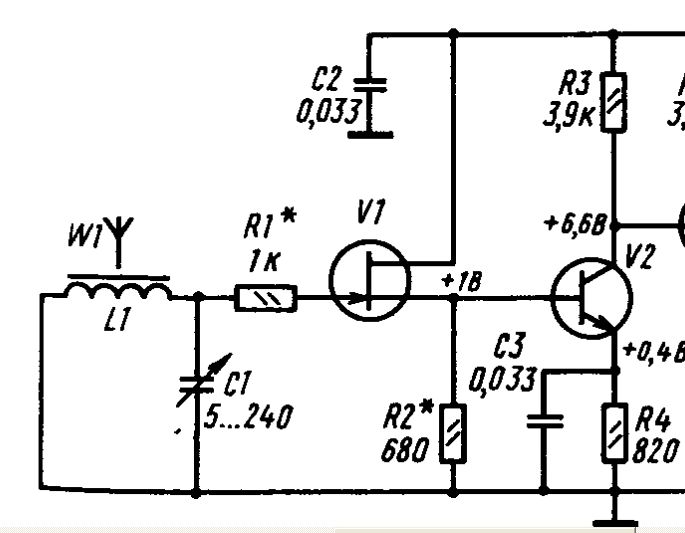 C2
0,033
R3
3,9к
3,
W1
R1*
1к
V1
+6,6В
V2
+1В
L1
C1
5...240
C3
0,033
+0,4В
R2*
680
R4
820